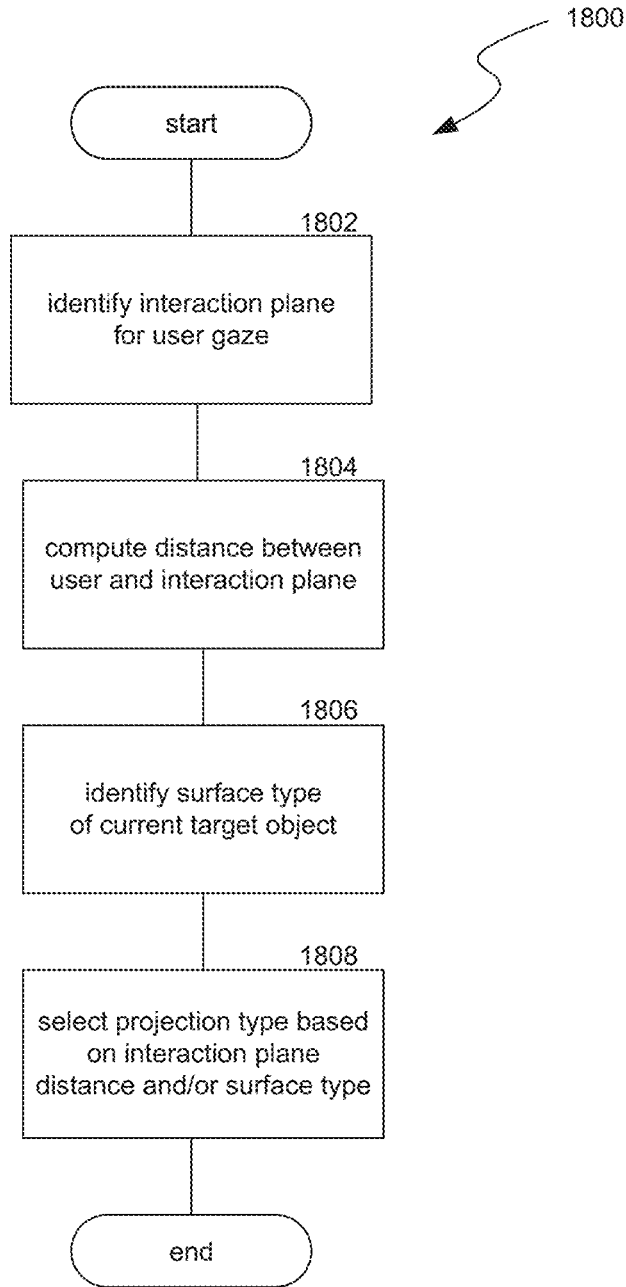 1800
start
1802
identify interaction plane
for user gaze
1804
compute distance between
user and interaction plane
1806
identify surface type
of current target object
1808
select projection type based
on interaction plane
distance and/or surface type
end